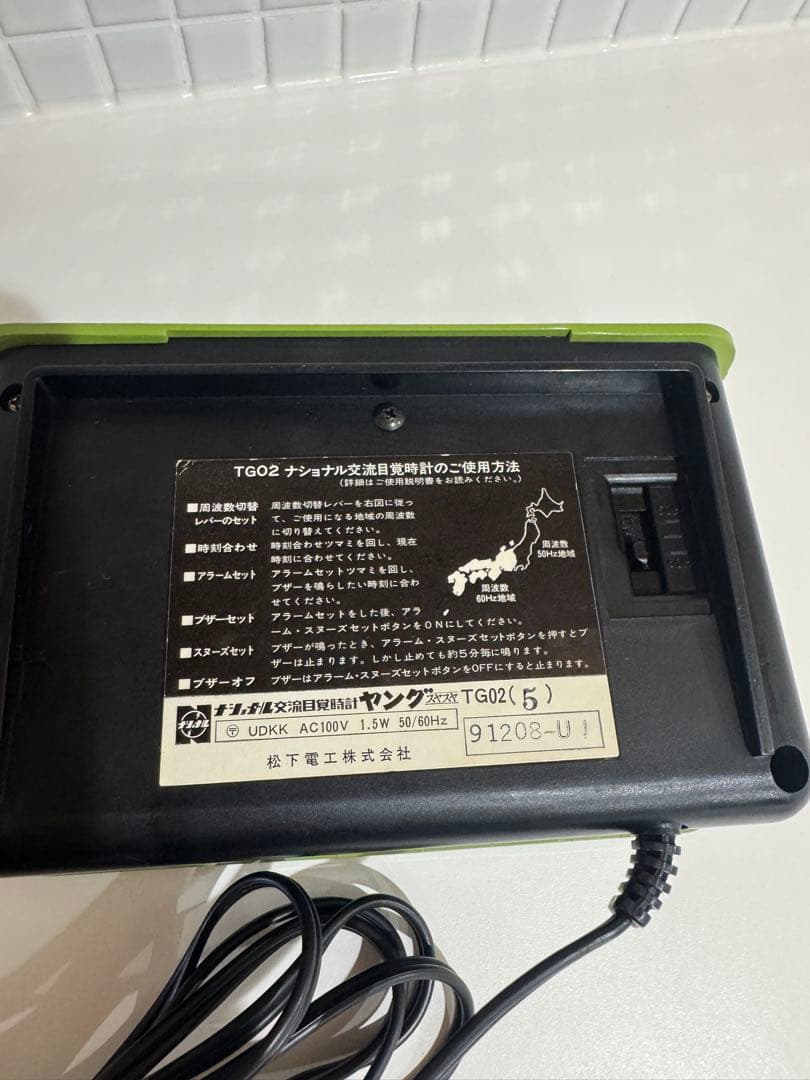 TG02 ナショナル交流目覚時計のご使用方法
(詳細はご使用説明書をお読みください。)
■周波数切替レバーのセット
周波数切替レバーを右図に従っ
て、ご使用になる地域の周波数
に切り替えてください。
■時刻合わせ
時刻合わせツマミを回し、現在
時刻に合わせてください。
■アラームセット
アラームセットツマミを回し、
ブザーを鳴らしたい時刻に合わ
せてください。
■ブザーセット
アラームセットをした後、アラ
ーム・スヌーズセットボタンをONにしてください。
■スヌーズセット
ブザーが鳴ったとき、アラーム・スヌーズセットボタンを押すとブ
ザーは止まります。しかし止めても約5分毎に鳴ります。
■ブザーオフ
ブザーはアラーム・スヌーズセットボタンをOFFにすると止まります。
周波数
50Hz地域
周波数
60Hz地域
ナショナル
ナショナル交流目覚時計 ヤングスヤスヤ TG02(5)
〒 UDKK AC100V 1.5W 50/60Hz
91208-U
松下電工株式会社